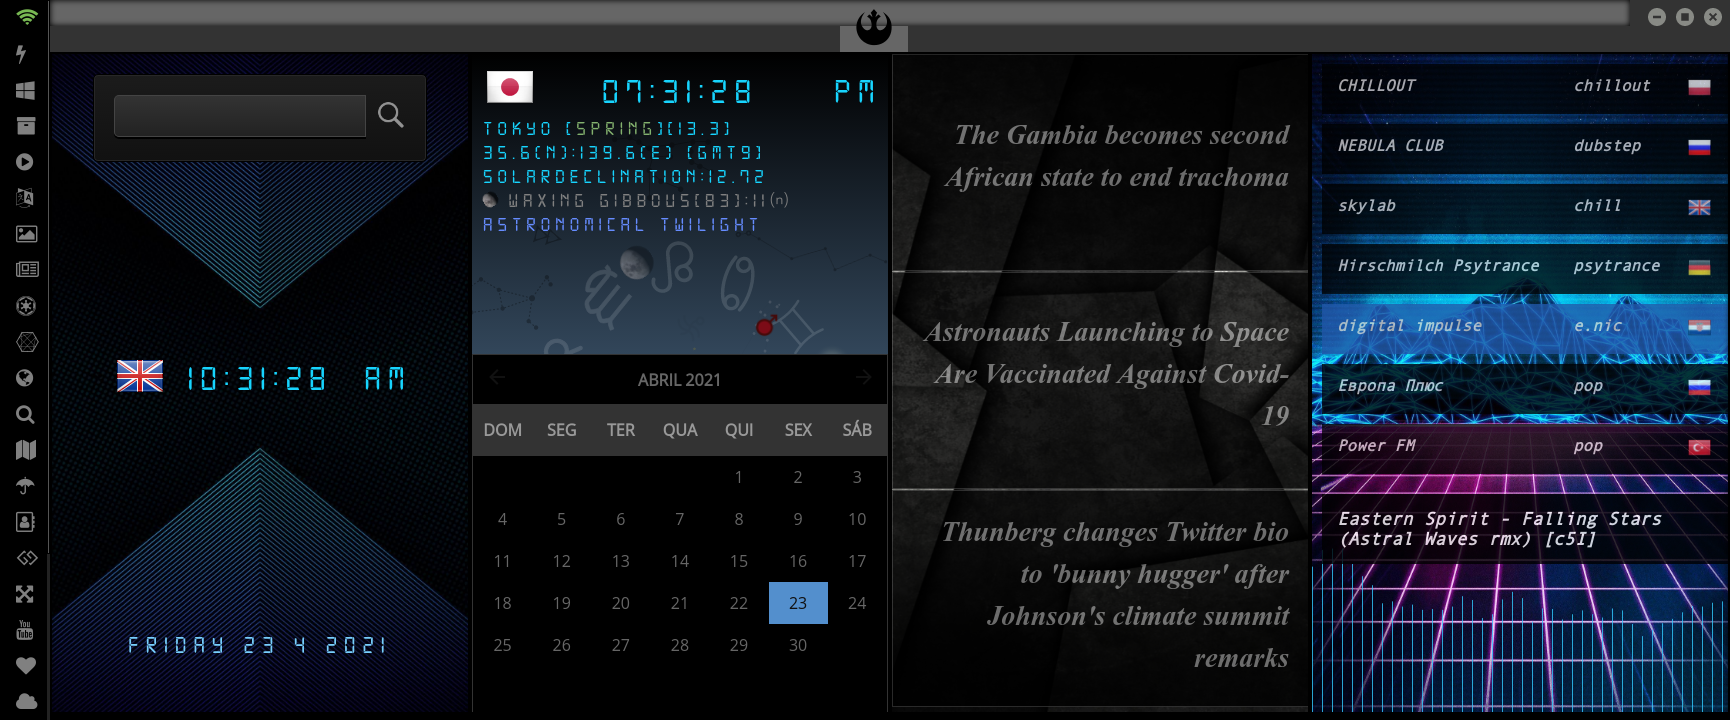 10:31:28 AM
FRIDAY 23 4 2021
07:31:28 PM
TOKYO [SPRING][13.3]
35.6(N):139.6(E) [GMT9]
SOLARDECLINATION:12.72
WAXING GIBBOUS[83]:11(n)
ASTRONOMICAL TWILIGHT
ABRIL 2021
DOM SEG TER QUA QUI SEX SÁB
1 2 3
4 5 6 7 8 9 10
11 12 13 14 15 16 17
18 19 20 21 22 23 24
25 26 27 28 29 30
The Gambia becomes second
African state to end trachoma
Astronauts Launching to Space
Are Vaccinated Against Covid-
19
Thunberg changes Twitter bio
to 'bunny hugger' after
Johnson's climate summit
remarks
CHILLOUT chillout
NEBULA CLUB dubstep
skylab chill
Hirschmilch Psytrance psytrance
digital impulse e.nic
Европа Плюс pop
Power FM pop
Eastern Spirit - Falling Stars
(Astral Waves rmx) [c5I]
You
Tube